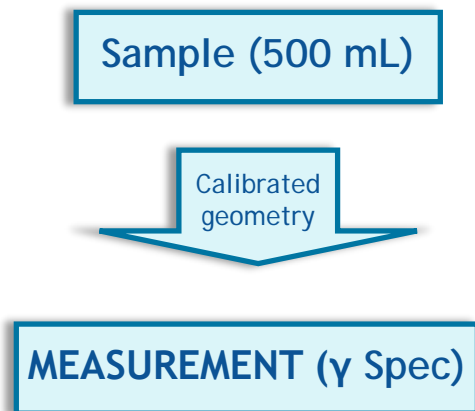 Sample (500 mL)
Calibrated
geometry
MEASUREMENT (γ Spec)